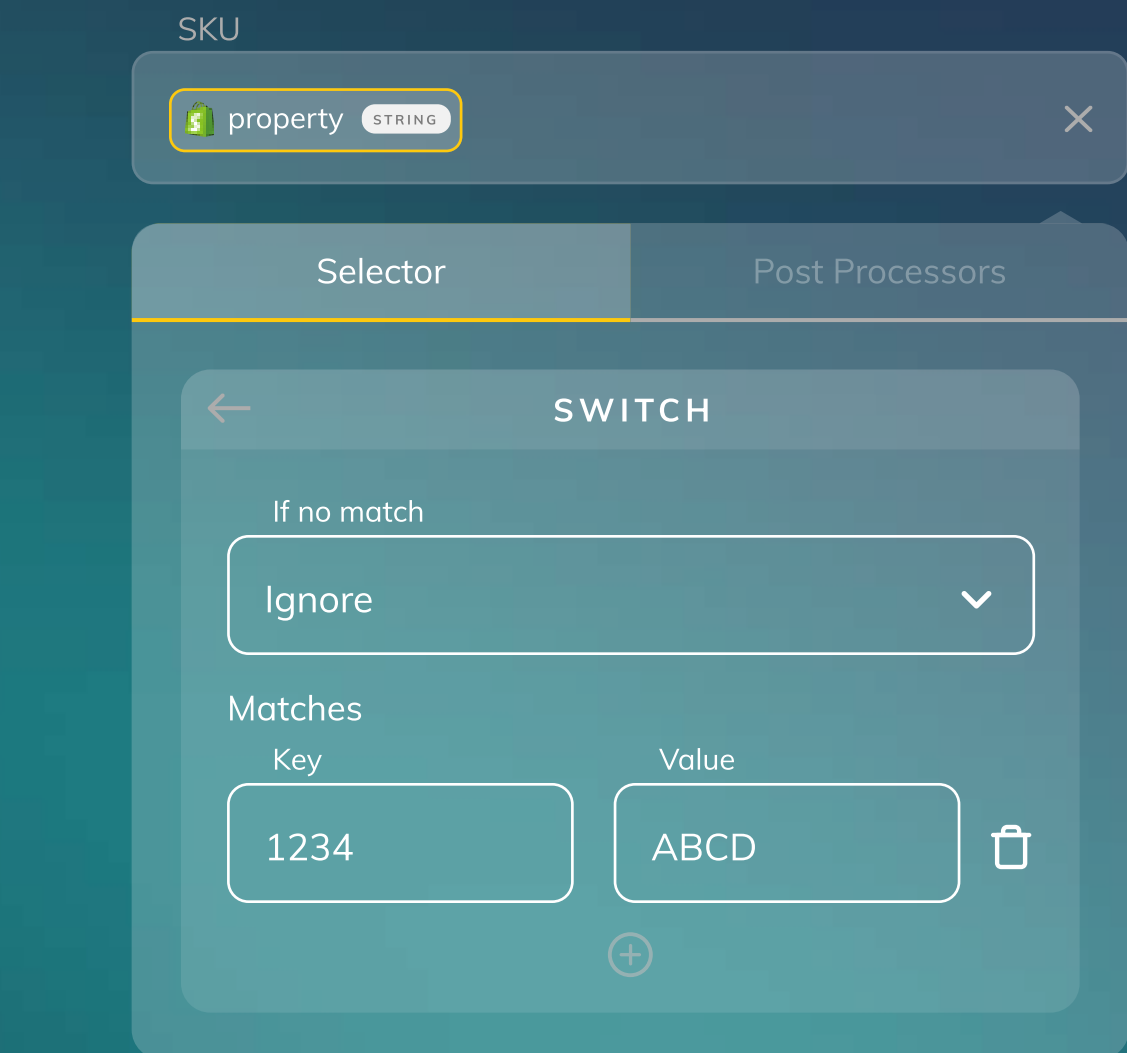 SKU
property STRING
Selector Post Processors
SWITCH
If no match
Ignore
Matches
Key Value
1234 ABCD